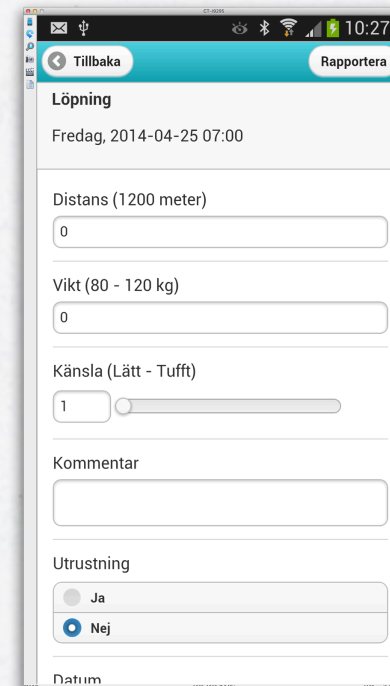 10:27
Tillbaka
Rapportera
Löpning
Fredag, 2014-04-25 07:00
Distans (1200 meter)
0
Vikt (80 - 120 kg)
0
Känsla (Lätt - Tufft)
1
Kommentar
Utrustning
Ja
Nej
Datum